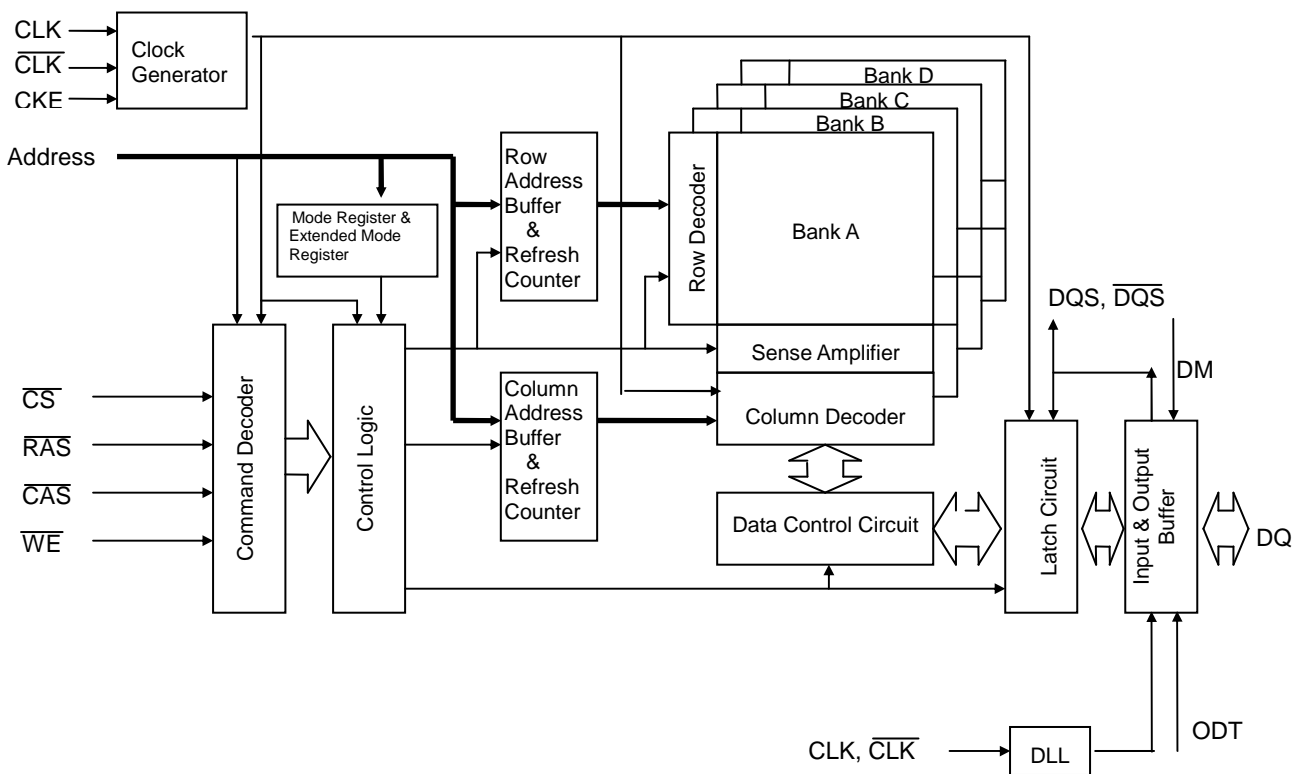 CLK
CLK
CKE
Clock
Generator
Address
Mode Register &
Extended Mode
Register
Row
Address
Buffer
&
Refresh
Counter
Row Decoder
Bank D
Bank C
Bank B
Bank A
Sense Amplifier
Column Decoder
Column
Address
Buffer
&
Refresh
Counter
CS
RAS
CAS
WE
Command Decoder
Control Logic
Data Control Circuit
Latch Circuit
Input & Output
Buffer
DQS, DQS
DM
DQ
CLK, CLK
DLL
ODT